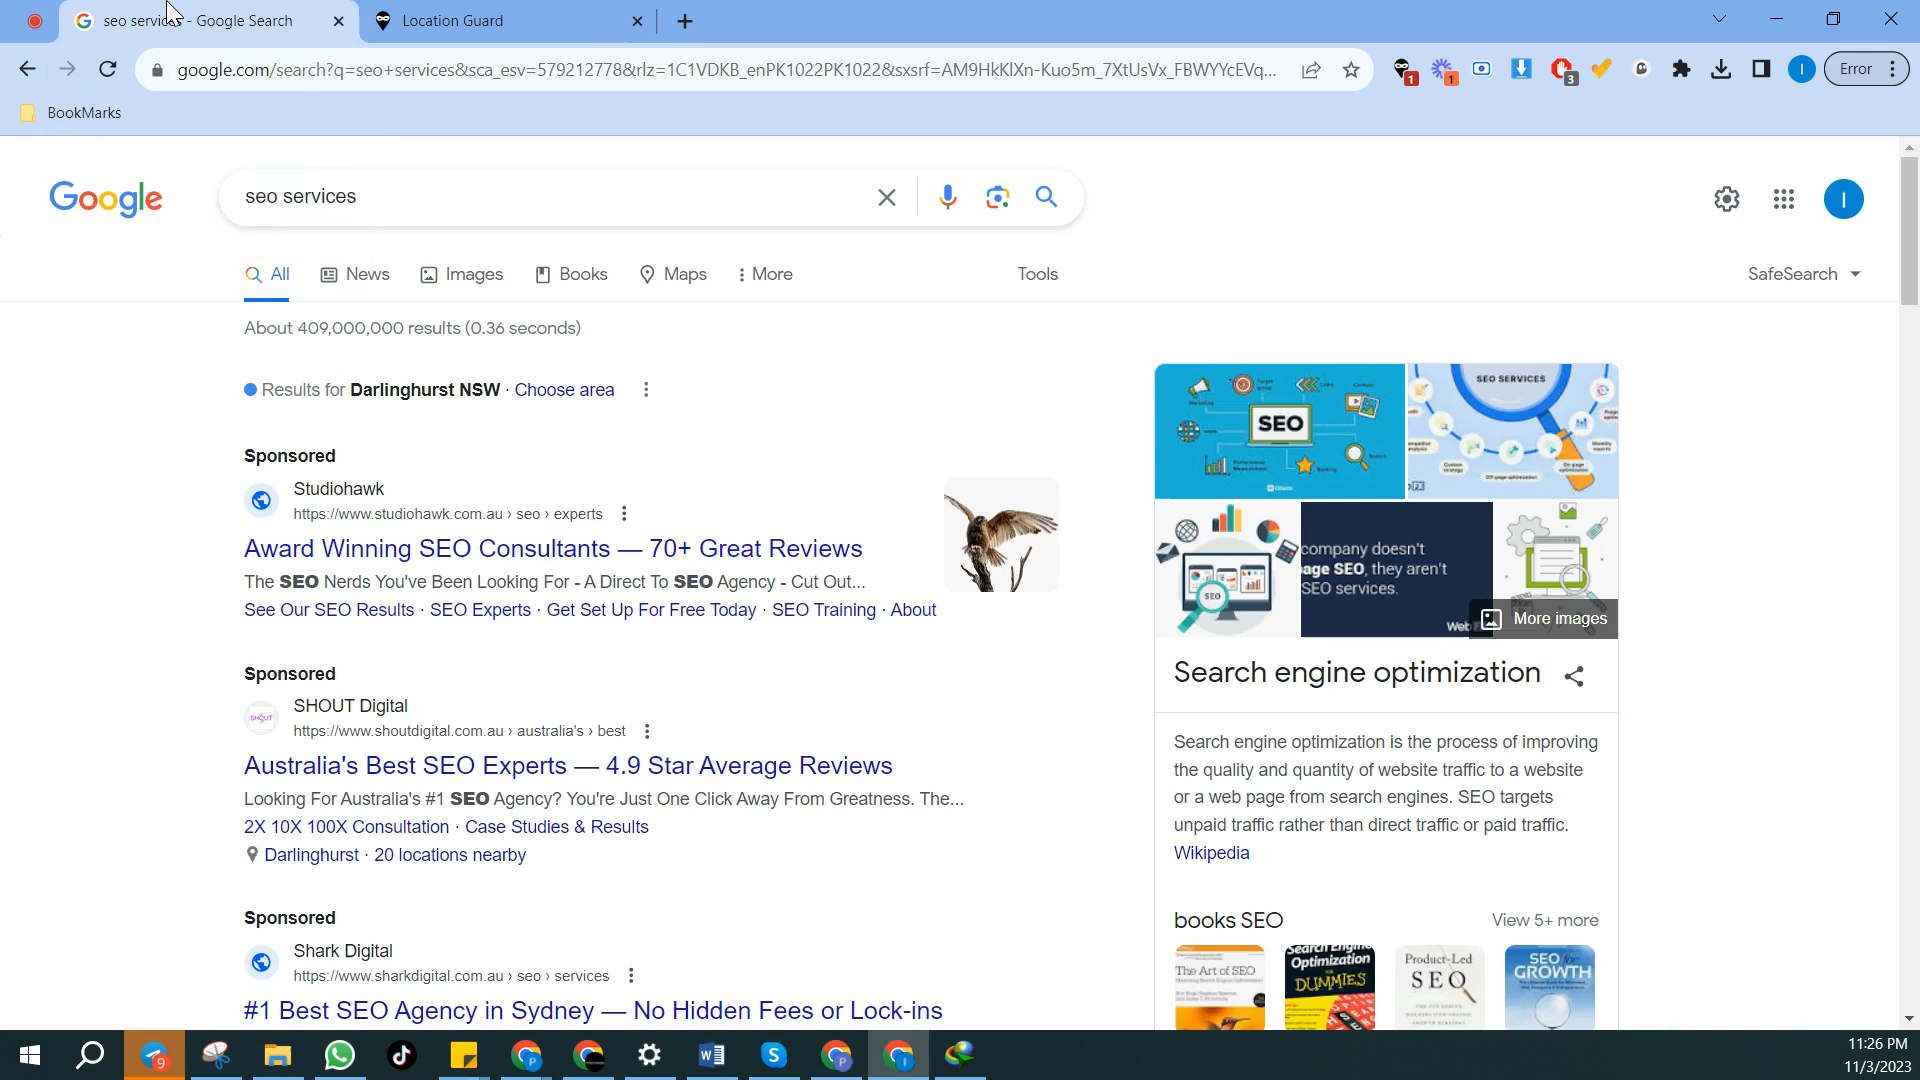 seo services - Google Search
Location Guard
google.com/search?q=seo+services&sca_esv=579212778&rlz=1C1VDKB_enPK1022PK1022&sxsrf=AM9HkKlXn-Kuo5m_7XtUsVx_FBWYYcEVq...
1
1
3
I
Error
BookMarks
Google
seo services
I
All
News
Images
Books
Maps
More
Tools
SafeSearch
About 409,000,000 results (0.36 seconds)
Results for Darlinghurst NSW · Choose area
Sponsored
Studiohawk
https://www.studiohawk.com.au › seo › experts
Award Winning SEO Consultants — 70+ Great Reviews
The SEO Nerds You've Been Looking For - A Direct To SEO Agency - Cut Out...
See Our SEO Results · SEO Experts · Get Set Up For Free Today · SEO Training · About
Sponsored
SHOUT
SHOUT Digital
https://www.shoutdigital.com.au › australia's › best
Australia's Best SEO Experts — 4.9 Star Average Reviews
Looking For Australia's #1 SEO Agency? You're Just One Click Away From Greatness. The...
2X 10X 100X Consultation · Case Studies & Results
Darlinghurst · 20 locations nearby
Sponsored
Shark Digital
https://www.sharkdigital.com.au › seo › services
#1 Best SEO Agency in Sydney — No Hidden Fees or Lock-ins
SEO
SEO SERVICES
SEO
company doesn't
age SEO, they aren't
SEO services.
More images
Search engine optimization
Search engine optimization is the process of improving
the quality and quantity of website traffic to a website
or a web page from search engines. SEO targets
unpaid traffic rather than direct traffic or paid traffic.
Wikipedia
books SEO
View 5+ more
The Art of SEO
Search Engine
Optimization
FOR
DUMMIES
Product-Led
SEO
SEO for
GROWTH
9
11:26 PM
11/3/2023